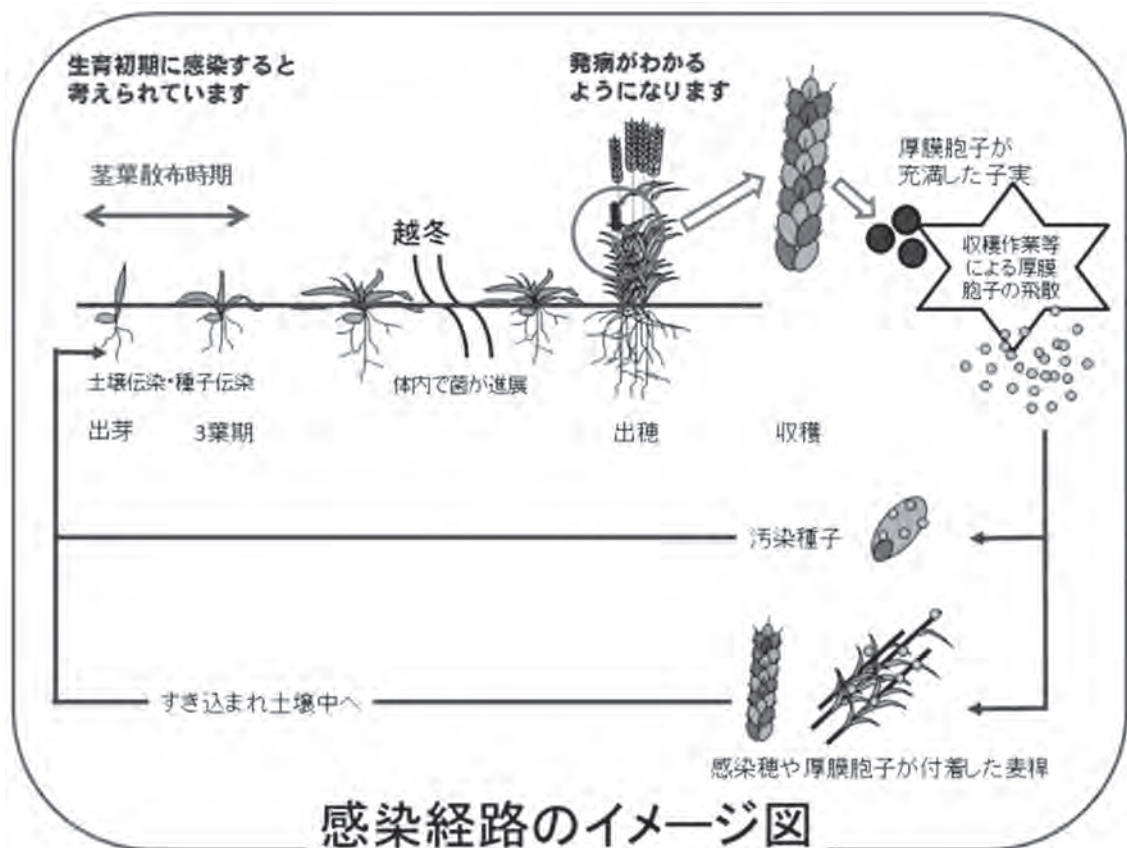 生育初期に感染すると
考えられています
発病がわかる
ようになります
茎葉散布時期
越冬
厚膜胞子が
充満した子実
収穫作業等
による厚膜
胞子の飛散
土壌伝染・種子伝染
体内で菌が進展
出芽
3葉期
出穂
収穫
汚染種子
すき込まれ土壌中へ
感染穂や厚膜胞子が付着した麦稈
感染経路のイメージ図